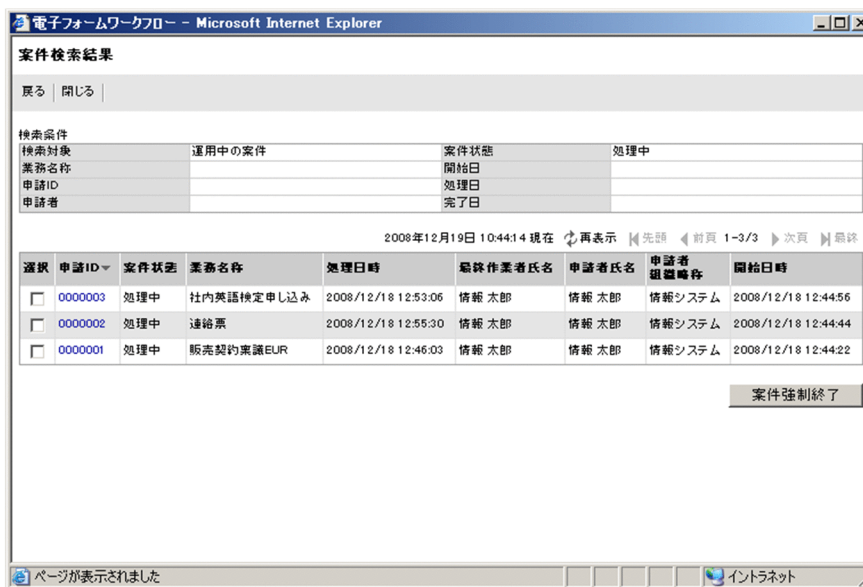 電子フォームワークフロー - Microsoft Internet Explorer
案件検索結果
戻る 閉じる
検索条件
検索対象 運用中の案件 案件状態 処理中
業務名称 開始日
申請ID 処理日
申請者 完了日
2008年12月19日 10:44:14 現在 再表示 先頭 前頁 1-3/3 次頁 最終
選択 申請ID 案件状態 業務名称 処理日時 最終作業者氏名 申請者氏名 申請者組織略称 開始日時
0000003 処理中 社内英語検定申し込み 2008/12/18 12:53:06 情報 太郎 情報 太郎 情報システム 2008/12/18 12:44:56
0000002 処理中 連絡票 2008/12/18 12:55:30 情報 太郎 情報 太郎 情報システム 2008/12/18 12:44:44
0000001 処理中 販売契約稟議EUR 2008/12/18 12:46:03 情報 太郎 情報 太郎 情報システム 2008/12/18 12:44:22
案件強制終了
ページが表示されました イントラネット